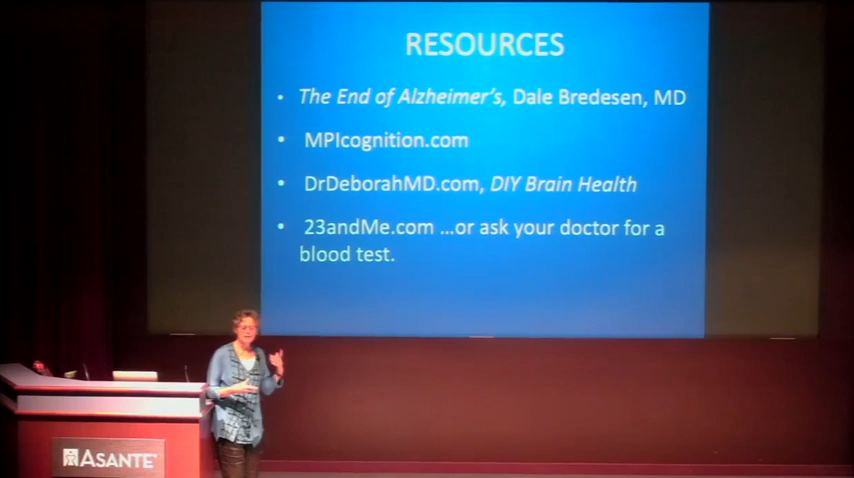 RESOURCES
• The End of Alzheimer's, Dale Bredesen, MD
• MPIcognition.com
• DrDeborahMD.com, DIY Brain Health
• 23andMe.com ...or ask your doctor for a
blood test.
ASANTE